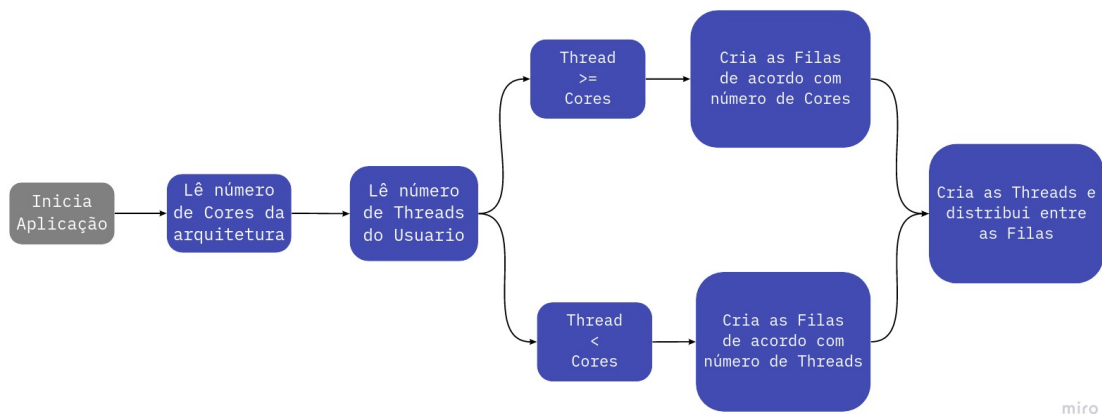 Inicia
Aplicação
Lê número
de Cores da
arquitetura
Lê número
de Threads
do Usuario
Thread
>=
Cores
Cria as Filas
de acordo com
número de Cores
Thread
<
Cores
Cria as Filas
de acordo com
número de Threads
Cria as Threads e
distribui entre
as Filas
miro